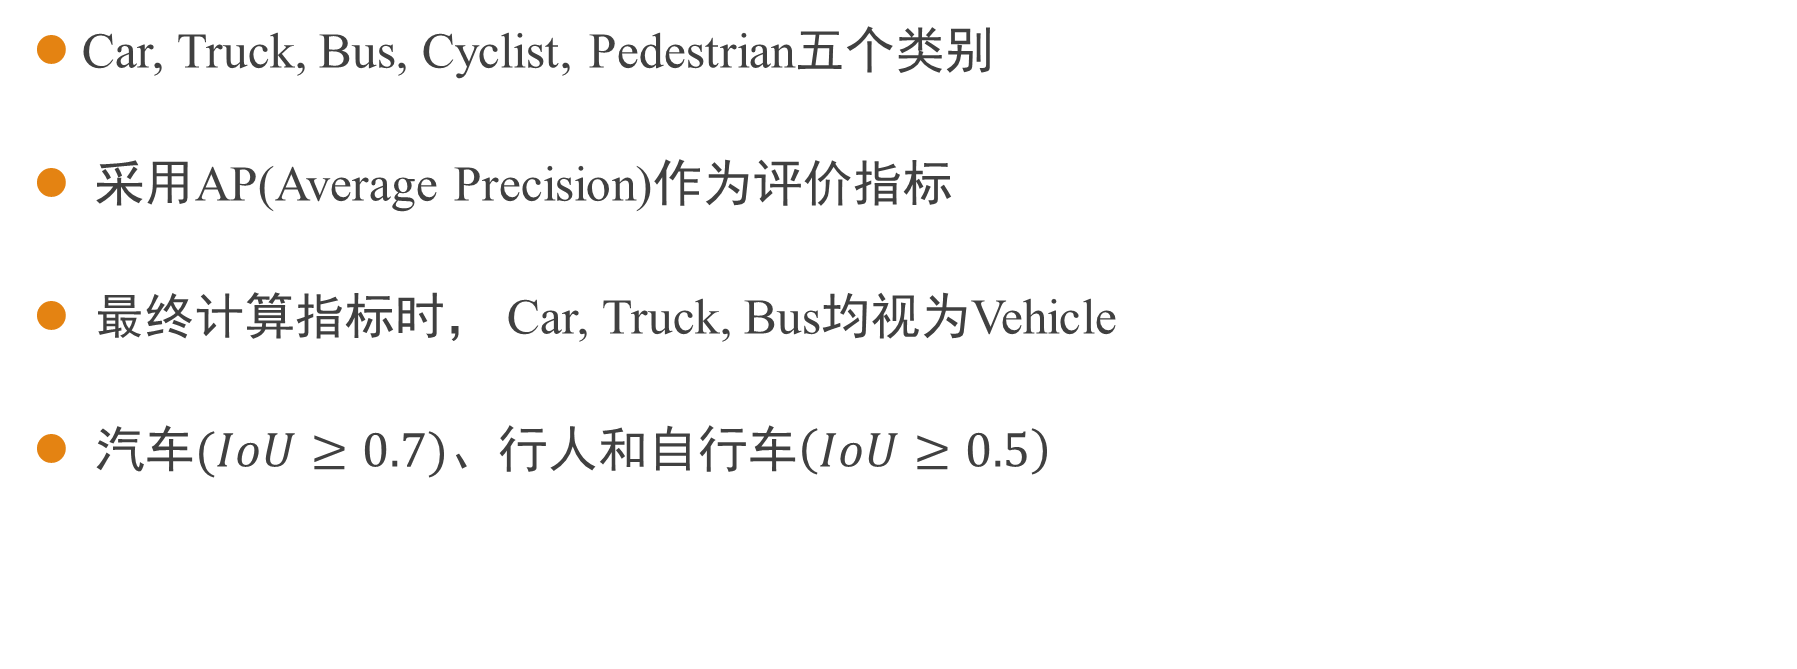 Car, Truck, Bus, Cyclist, Pedestrian五个类别
采用AP(Average Precision)作为评价指标
最终计算指标时， Car, Truck, Bus均视为Vehicle
汽车(IoU ≥ 0.7)、行人和自行车(IoU ≥ 0.5)